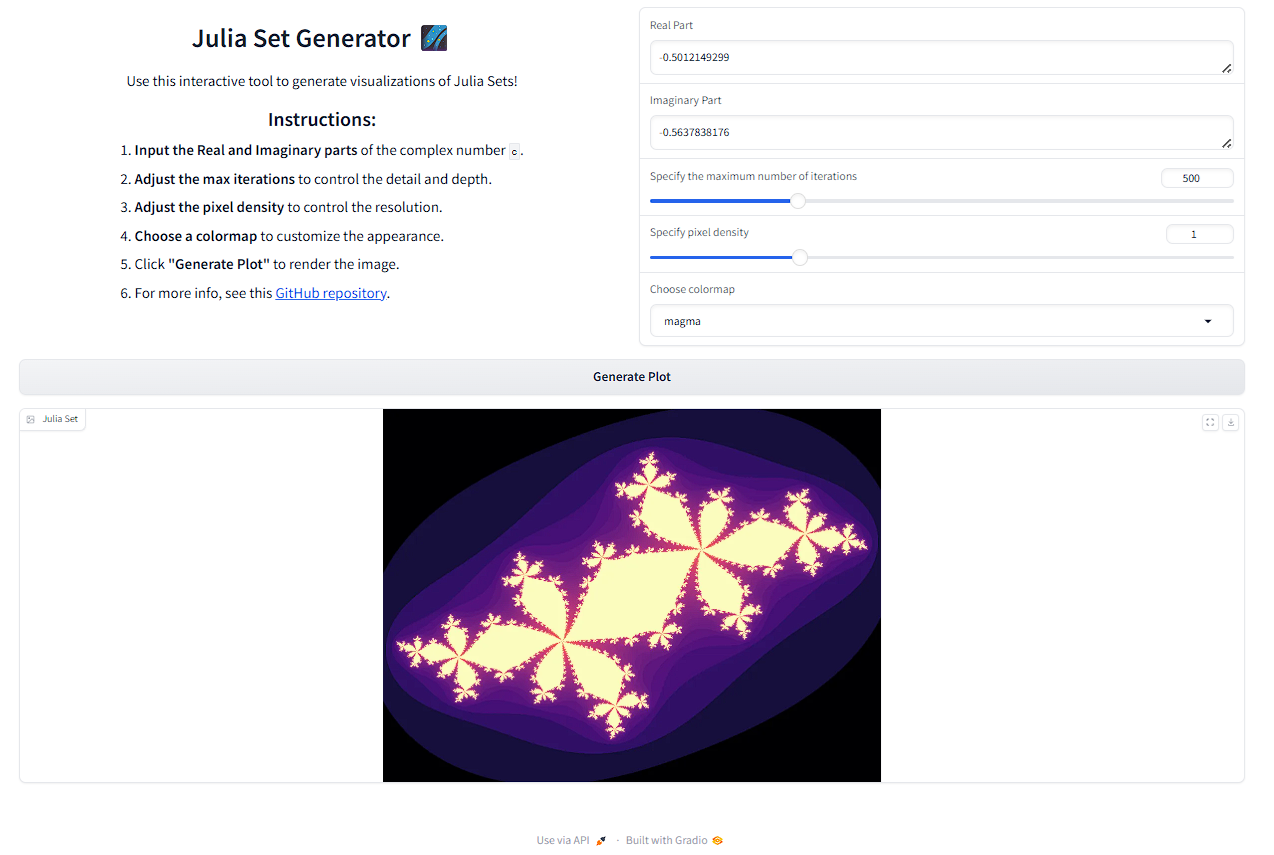 Julia Set Generator
Use this interactive tool to generate visualizations of Julia Sets!
Instructions:
1. Input the Real and Imaginary parts of the complex number c.
2. Adjust the max iterations to control the detail and depth.
3. Adjust the pixel density to control the resolution.
4. Choose a colormap to customize the appearance.
5. Click "Generate Plot" to render the image.
6. For more info, see this GitHub repository.
Real Part
-0.5012149299
Imaginary Part
-0.5637838176
Specify the maximum number of iterations
500
Specify pixel density
1
Choose colormap
magma
Generate Plot
Julia Set
Use via API · Built with Gradio